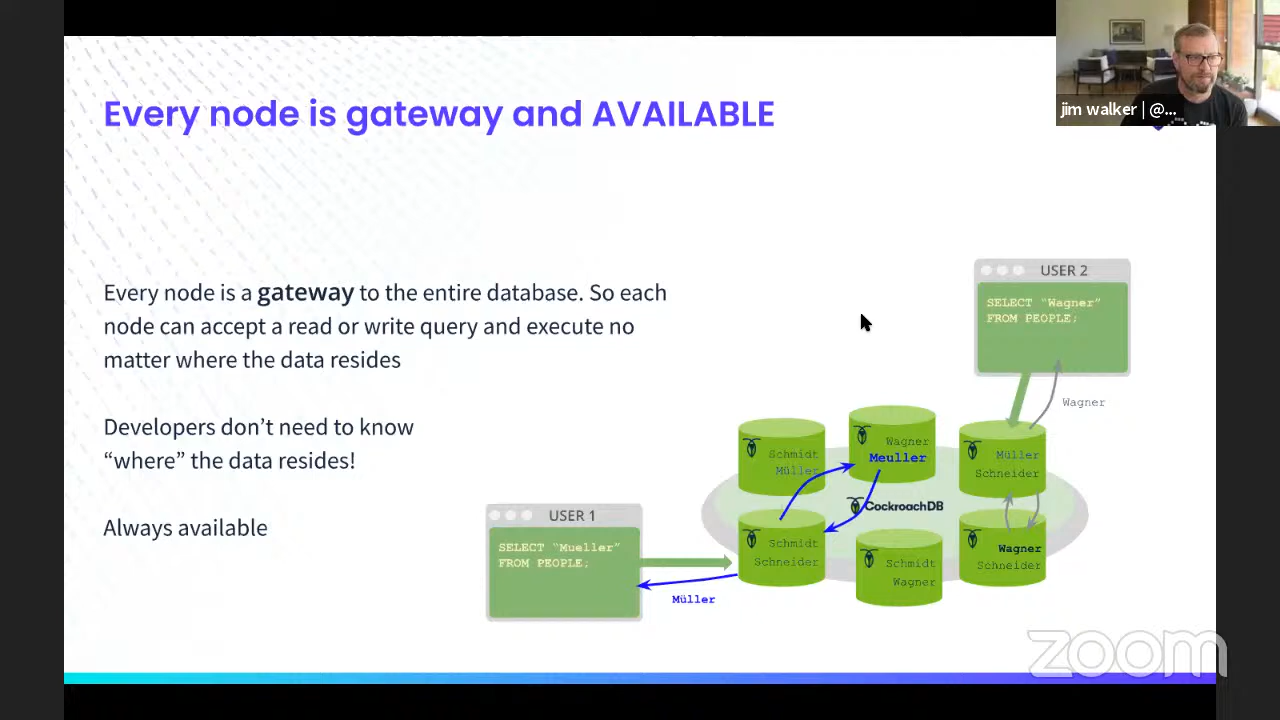 Every node is gateway and AVAILABLE
jim walker | @...
Every node is a gateway to the entire database. So each
node can accept a read or write query and execute no
matter where the data resides
Developers don’t need to know
“where” the data resides!
Always available
USER 2
SELECT “Wagner”
FROM PEOPLE;
Wagner
Schmidt
Müller
Wagner
Meuller
Müller
Schneider
CockroachDB
USER 1
SELECT “Mueller”
FROM PEOPLE;
Müller
Schmidt
Schneider
Schmidt
Wagner
Wagner
Schneider
zoom